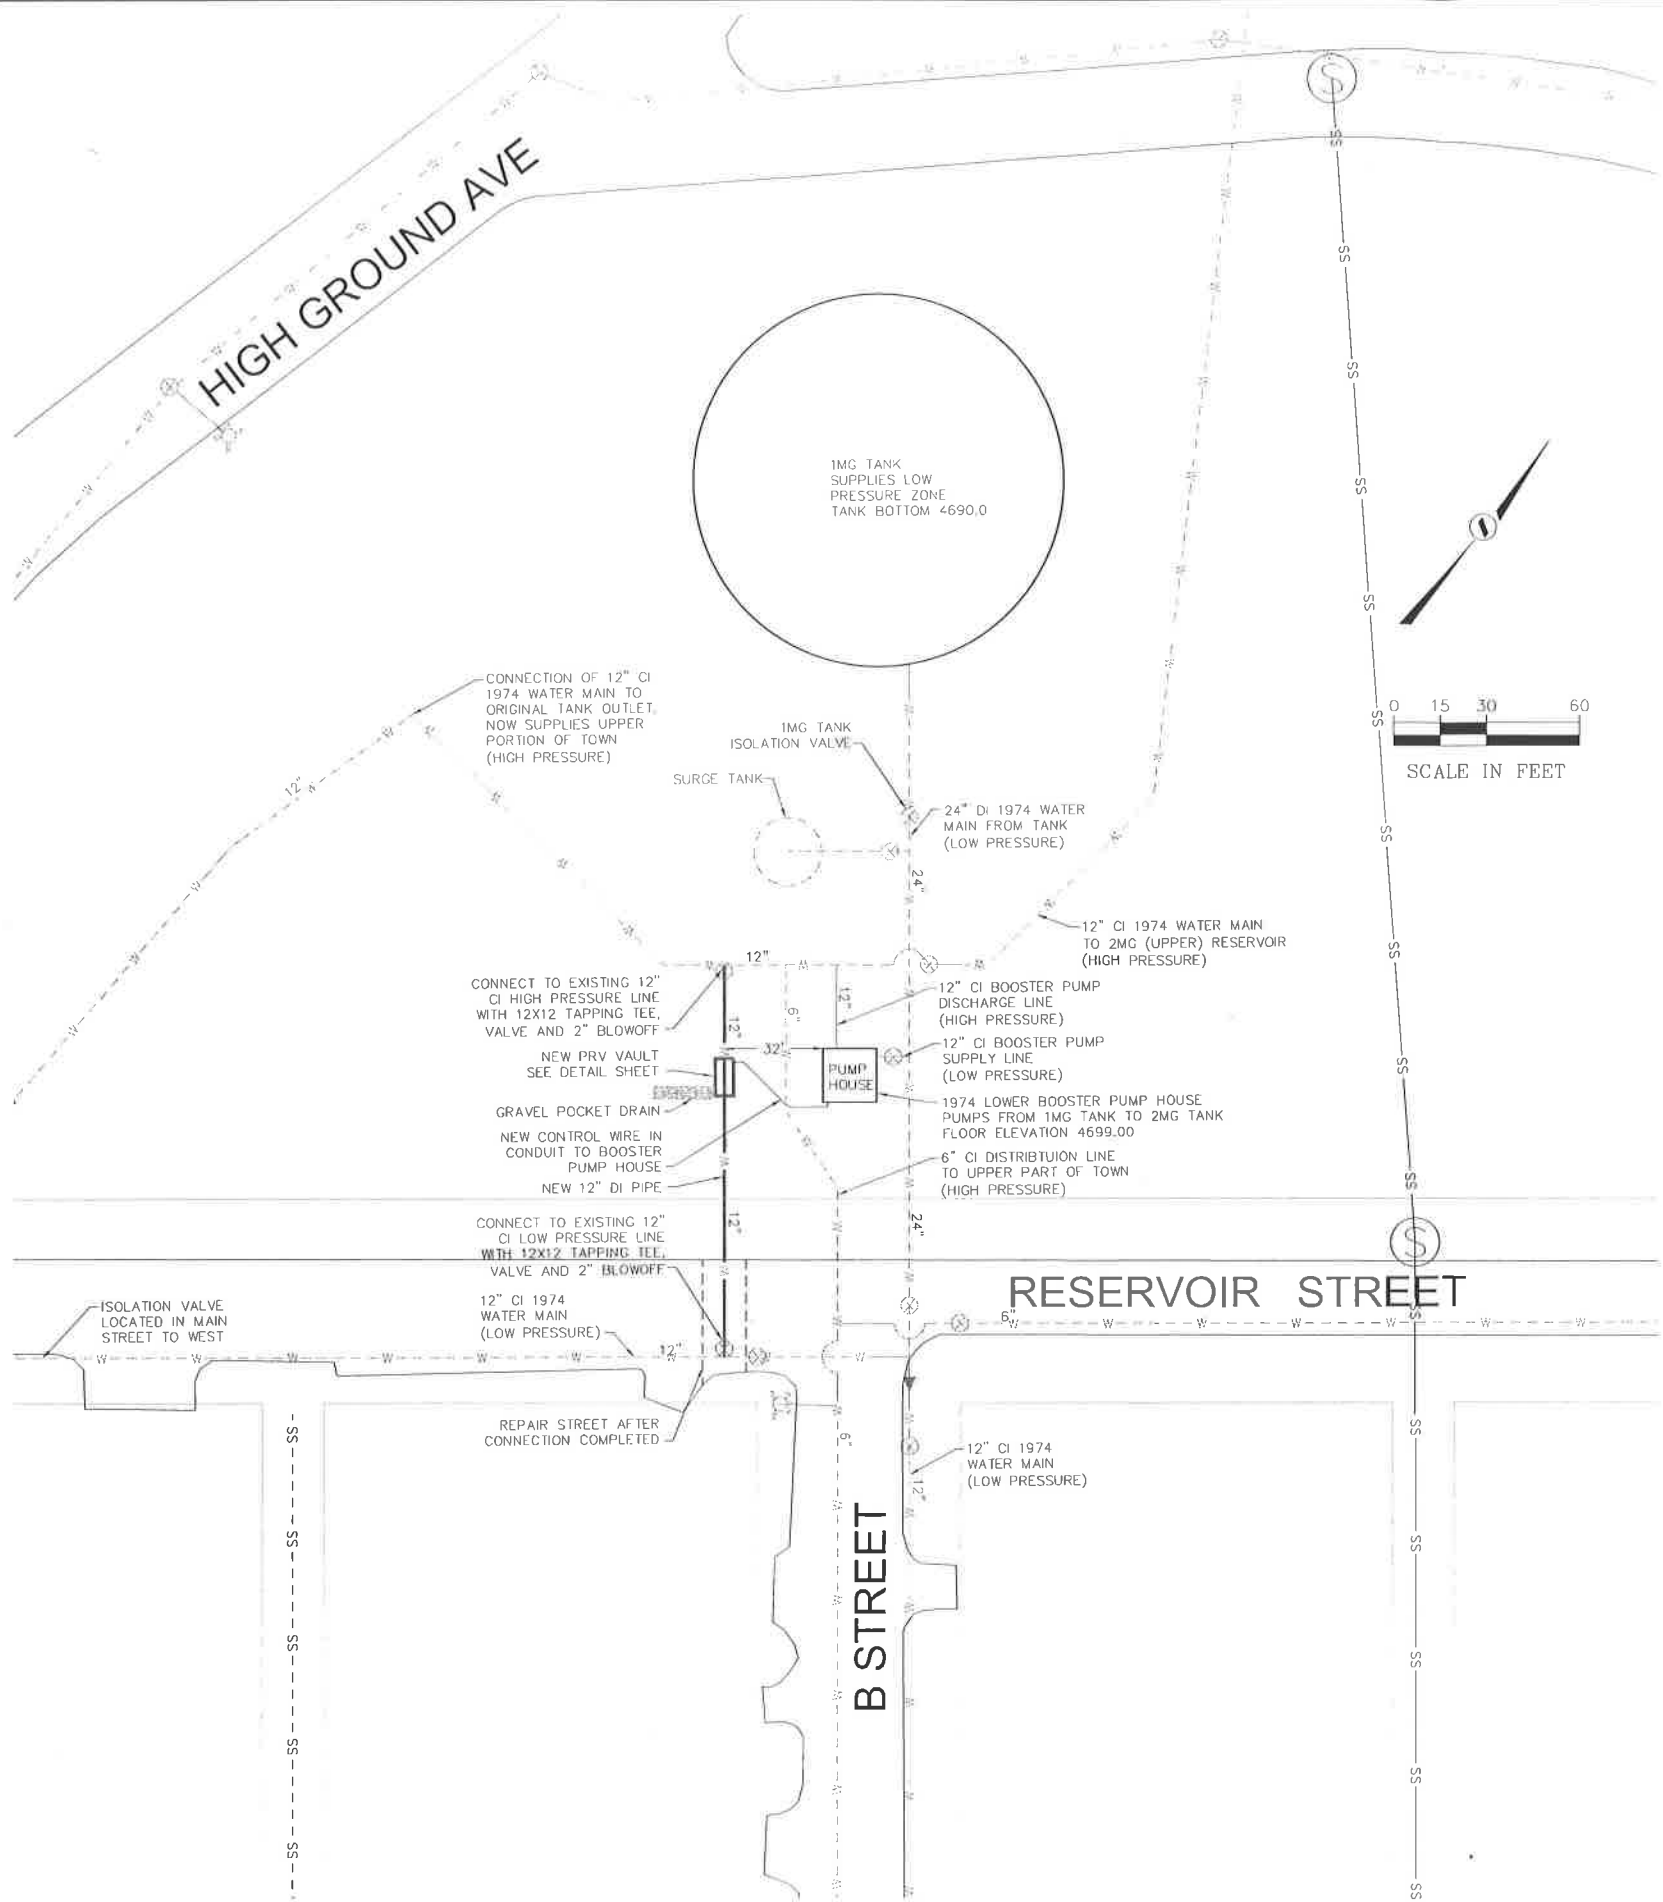 HIGH GROUND AVE
S
SS
1MG TANK
SUPPLIES LOW
PRESSURE ZONE
TANK BOTTOM 4690.0
0 15 30 60
SCALE IN FEET
CONNECTION OF 12" CI
1974 WATER MAIN TO
ORIGINAL TANK OUTLET,
NOW SUPPLIES UPPER
PORTION OF TOWN
(HIGH PRESSURE)
12"
1MG TANK
ISOLATION VALVE
SURGE TANK
24" DI 1974 WATER
MAIN FROM TANK
(LOW PRESSURE)
24"
12" CI 1974 WATER MAIN
TO 2MG (UPPER) RESERVOIR
(HIGH PRESSURE)
12"
CONNECT TO EXISTING 12"
CI HIGH PRESSURE LINE
WITH 12X12 TAPPING TEE,
VALVE AND 2" BLOWOFF
12"
6"
12"
12" CI BOOSTER PUMP
DISCHARGE LINE
(HIGH PRESSURE)
32'
NEW PRV VAULT
SEE DETAIL SHEET
PUMP
HOUSE
12" CI BOOSTER PUMP
SUPPLY LINE
(LOW PRESSURE)
GRAVEL POCKET DRAIN
1974 LOWER BOOSTER PUMP HOUSE
PUMPS FROM 1MG TANK TO 2MG TANK
FLOOR ELEVATION 4699.00
NEW CONTROL WIRE IN
CONDUIT TO BOOSTER
PUMP HOUSE
6" CI DISTRIBTUION LINE
TO UPPER PART OF TOWN
(HIGH PRESSURE)
NEW 12" DI PIPE
12"
24"
CONNECT TO EXISTING 12"
CI LOW PRESSURE LINE
WITH 12X12 TAPPING TEE,
VALVE AND 2" BLOWOFF
S
RESERVOIR STREET
ISOLATION VALVE
LOCATED IN MAIN
STREET TO WEST
12" CI 1974
WATER MAIN
(LOW PRESSURE)
6"
12"
REPAIR STREET AFTER
CONNECTION COMPLETED
6"
12" CI 1974
WATER MAIN
(LOW PRESSURE)
12"
B STREET